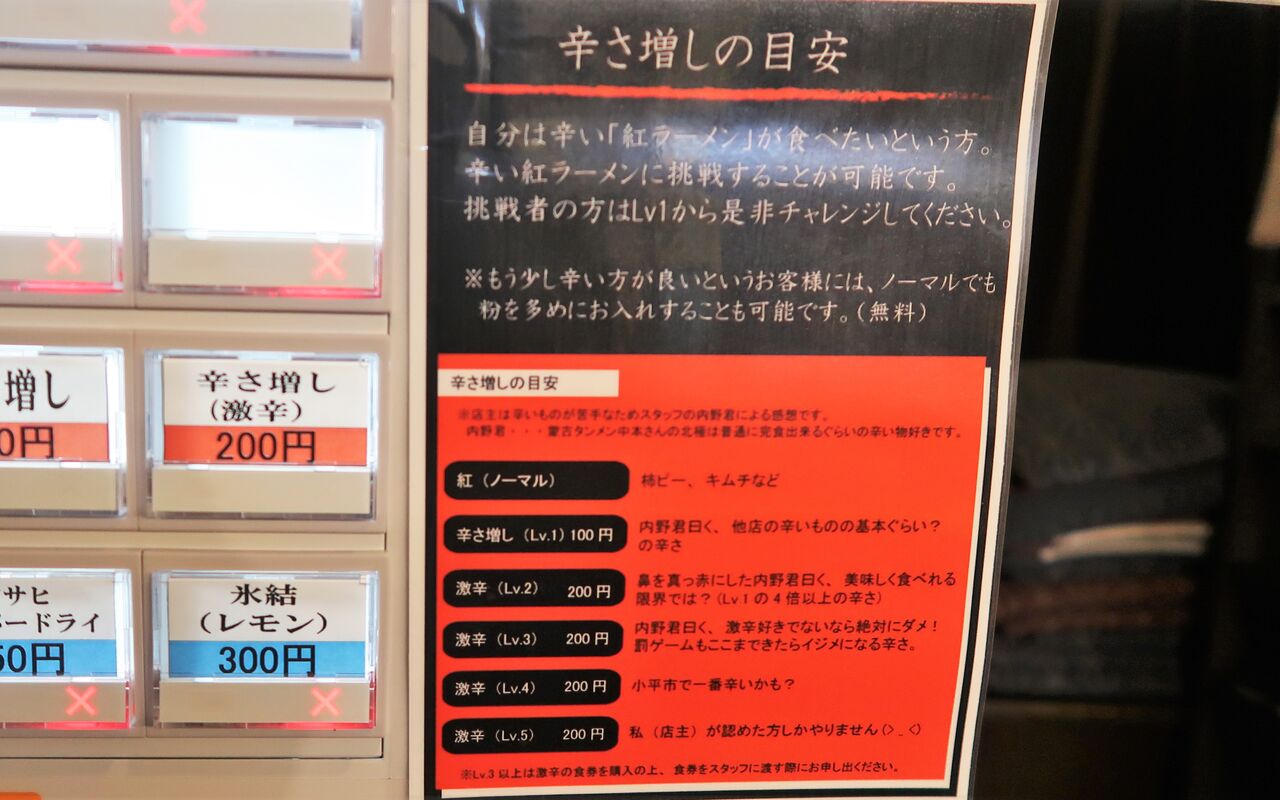 増し
0円
辛さ増し
(激辛)
200円
サヒ
ードライ
50円
氷結
(レモン)
300円
辛さ増しの目安
自分は辛い「紅ラーメン」が食べたいという方。
辛い紅ラーメンに挑戦することが可能です。
挑戦者の方はLv1から是非チャレンジしてください。
※もう少し辛い方が良いというお客様には、ノーマルでも
粉を多めにお入れすることも可能です。(無料)
辛さ増しの目安
※店主は辛いものが苦手なためスタッフの内野君による感想です。
内野君・・・蒙古タンメン中本さんの北極は普通に完食出来るぐらいの辛い物好きです。
紅（ノーマル） 柿ピー、キムチなど
辛さ増し（Lv.1）100円 内野君曰く、他店の辛いものの基本ぐらい？
の辛さ
激辛（Lv.2） 200円 鼻を真っ赤にした内野君曰く、美味しく食べれる
限界では？(Lv.1の4倍以上の辛さ)
激辛（Lv.3） 200円 内野君曰く、激辛好きでないなら絶対にダメ！
罰ゲームもここまできたらイジメになる辛さ。
激辛（Lv.4） 200円 小平市で一番辛いかも？
激辛（Lv.5） 200円 私（店主）が認めた方しかやりません(>_<)
※Lv.3以上は激辛の食券を購入の上、食券をスタッフに渡す際にお申し出ください。